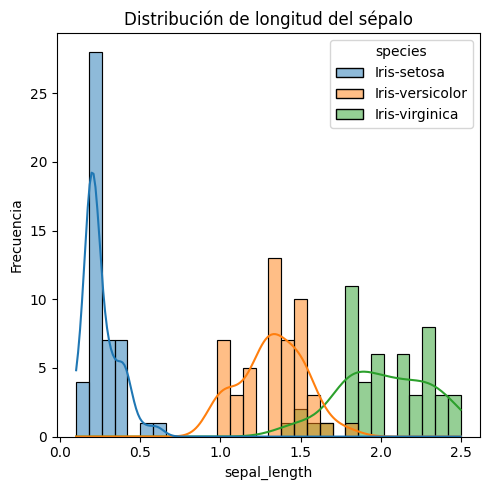 Distribución de longitud del sépalo
species
Iris-setosa
Iris-versicolor
Iris-virginica
Frecuencia
25
20
15
10
5
0
0.0 0.5 1.0 1.5 2.0 2.5
sepal_length